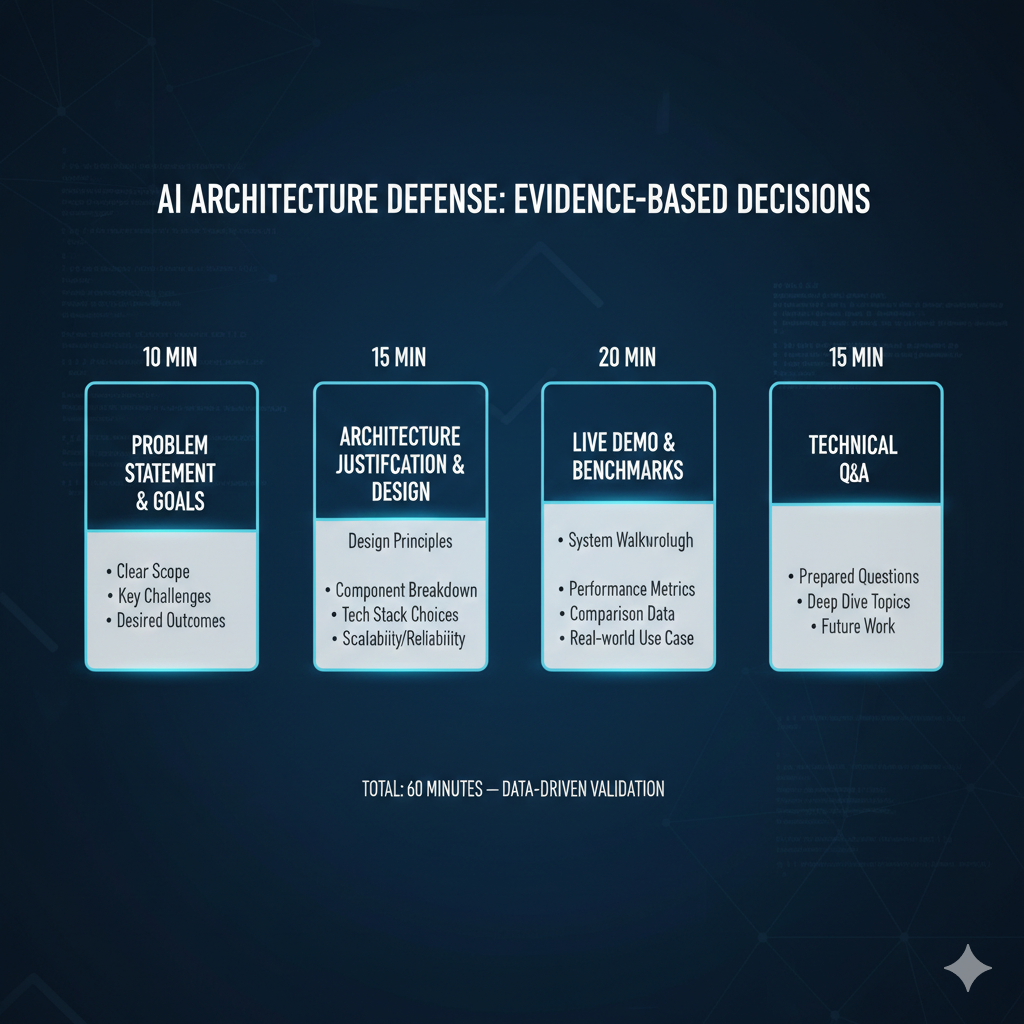 AI ARCHITECTURE DEFENSE: EVIDENCE-BASED DECISIONS
10 MIN
PROBLEM
STATEMENT
& GOALS
• Clear Scope
• Key Challenges
• Desired Outcomes
15 MIN
ARCHITECTURE
JUSTIFCATION &
DESIGN
Design Principles
• Component Breakdown
• Tech Stack Choices
• Scalabiity/Reliabiiity
20 MIN
LIVE DEMO &
BENCHMARKS
• System Walkwrolugh
• Performance Metrics
• Comparison Data
• Real-world Use Case
15 MIN
TECHNICAL
Q&A
• Prepared Questions
• Deep Dive Topics
• Future Work
TOTAL: 60 MINUTES — DATA-DRIVEN VALIDATION